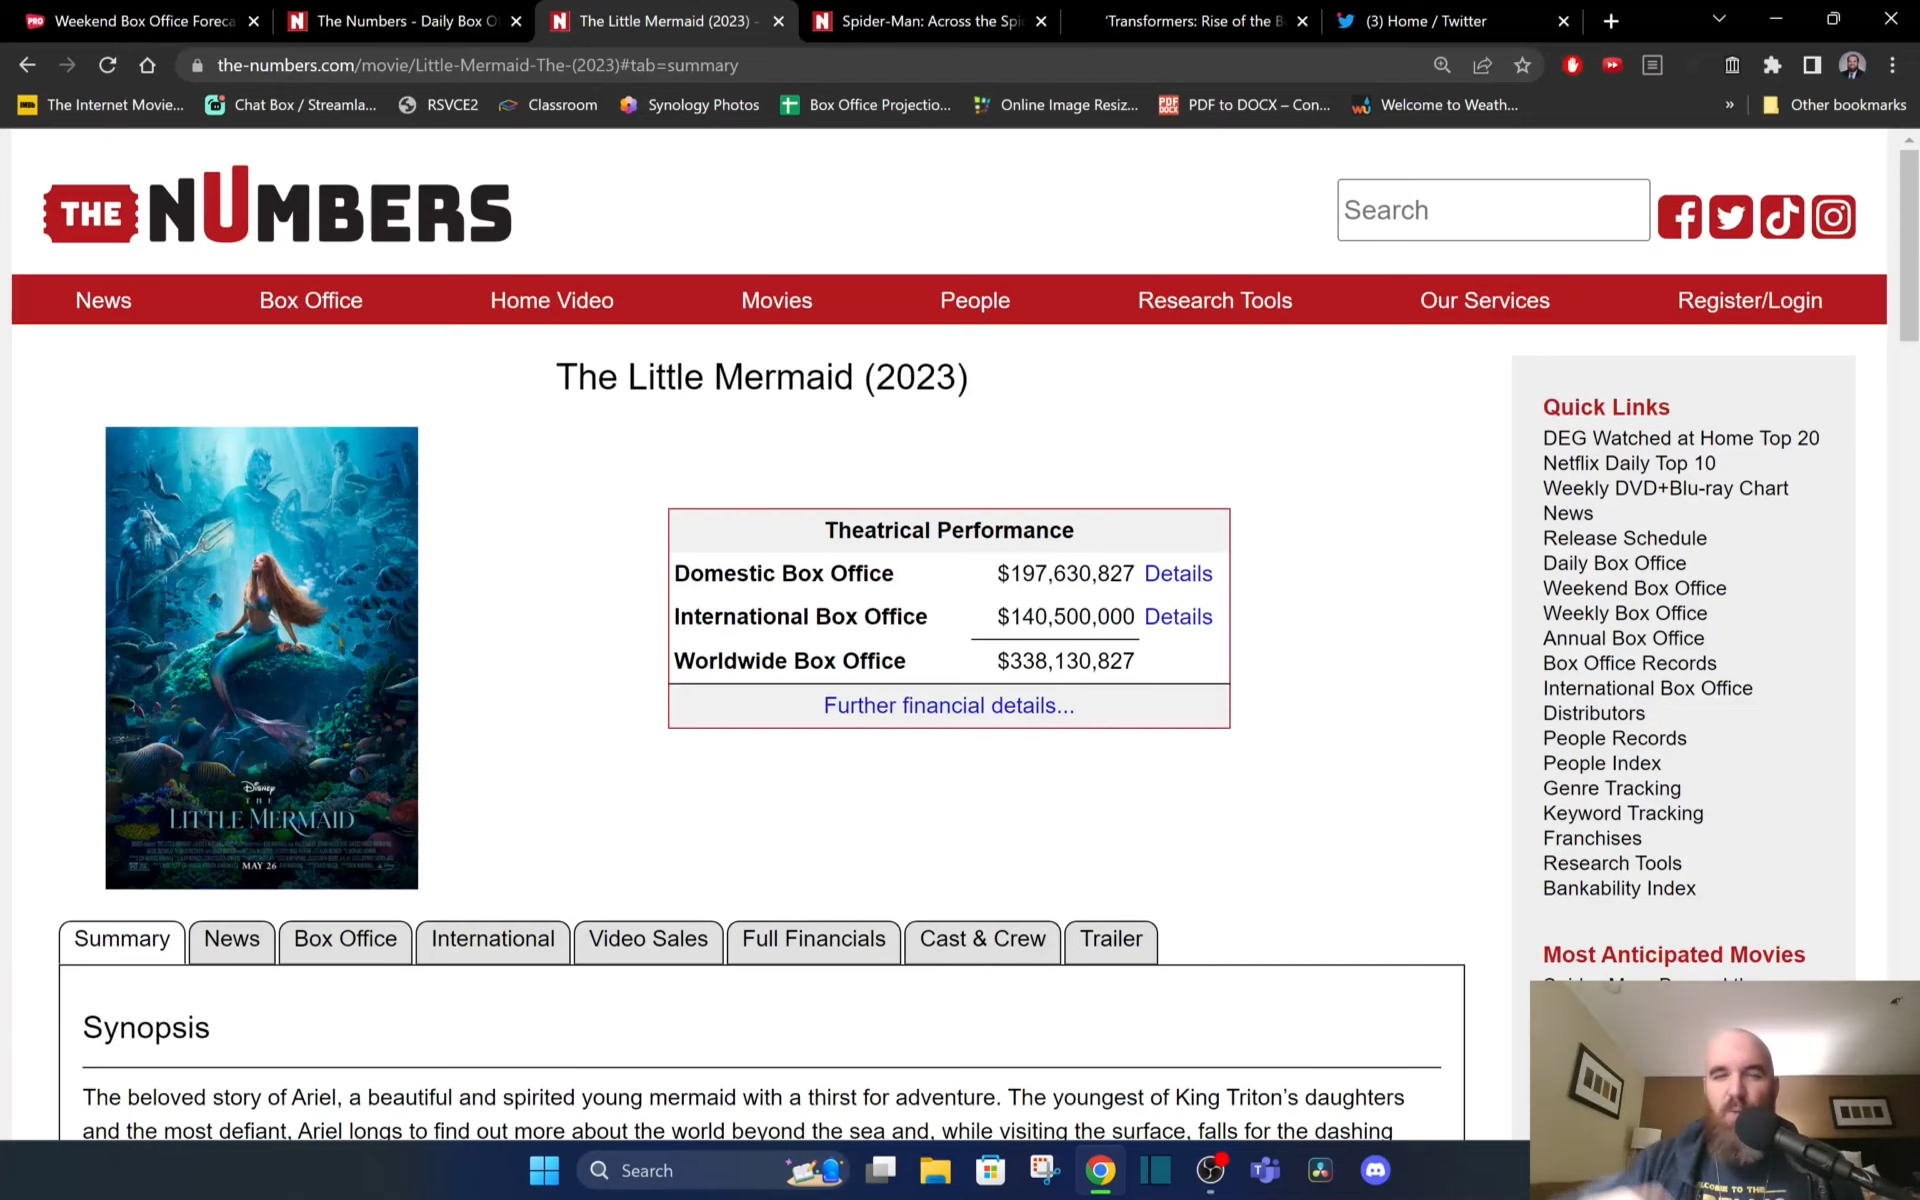 Weekend Box Office Foreca
The Numbers - Daily Box O
The Little Mermaid (2023) -
Spider-Man: Across the Spi
'Transformers: Rise of the B
(3) Home / Twitter
the-numbers.com/movie/Little-Mermaid-The-(2023)#tab=summary
The Internet Movie...
Chat Box / Streamla...
RSVCE2
Classroom
Synology Photos
Box Office Projectio...
Online Image Resiz...
PDF to DOCX – Con...
Welcome to Weath...
»
Other bookmarks
THE NUMBERS
Search
News
Box Office
Home Video
Movies
People
Research Tools
Our Services
Register/Login
The Little Mermaid (2023)
DISNEY
THE
LITTLE MERMAID
MAY 26
Theatrical Performance
Domestic Box Office $197,630,827 Details
International Box Office $140,500,000 Details
Worldwide Box Office $338,130,827
Further financial details...
Quick Links
DEG Watched at Home Top 20
Netflix Daily Top 10
Weekly DVD+Blu-ray Chart
News
Release Schedule
Daily Box Office
Weekend Box Office
Weekly Box Office
Annual Box Office
Box Office Records
International Box Office
Distributors
People Records
People Index
Genre Tracking
Keyword Tracking
Franchises
Research Tools
Bankability Index
Most Anticipated Movies
Summary
News
Box Office
International
Video Sales
Full Financials
Cast & Crew
Trailer
Synopsis
The beloved story of Ariel, a beautiful and spirited young mermaid with a thirst for adventure. The youngest of King Triton's daughters
and the most defiant, Ariel longs to find out more about the world beyond the sea and, while visiting the surface, falls for the dashing
Search